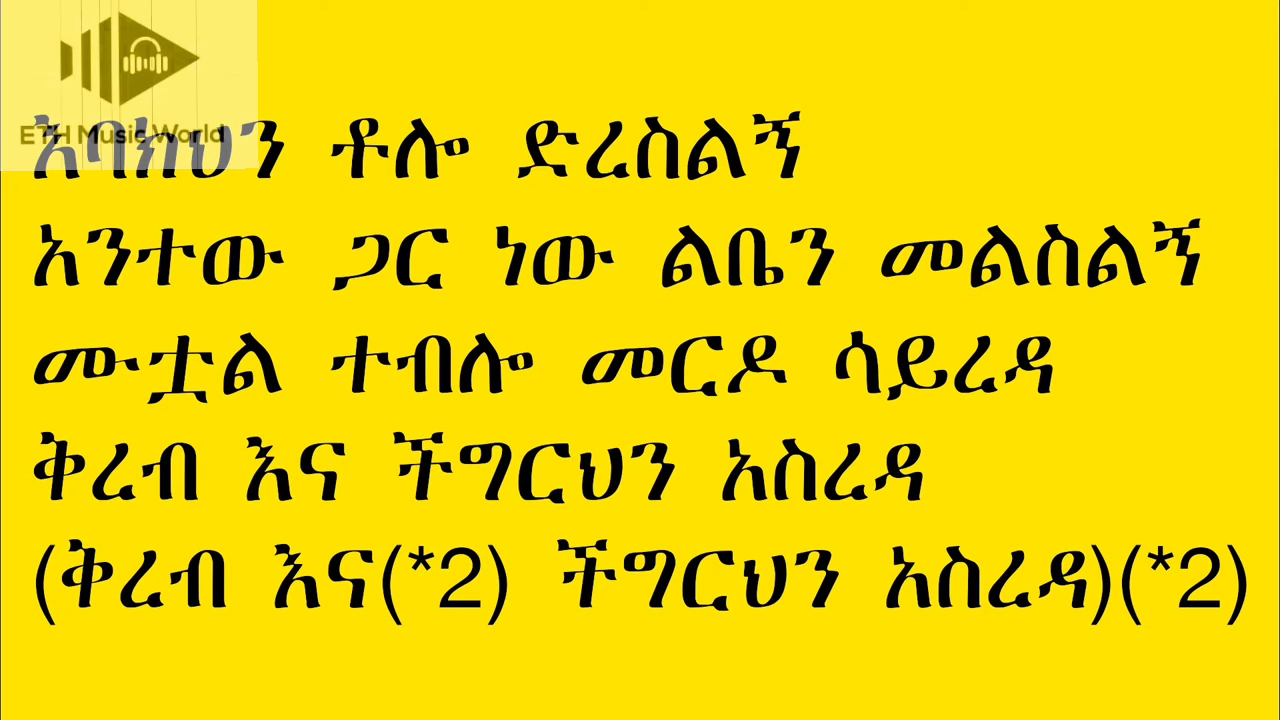 ETH Music World
እባክህን ቶሎ ድረስልኝ
አንተው ጋር ነው ልቤን መልስልኝ
ሙቷል ተብሎ መርዶ ሳይረዳ
ቅረብ እና ችግርህን አስረዳ
(ቅረብ እና(*2) ችግርህን አስረዳ)(*2)